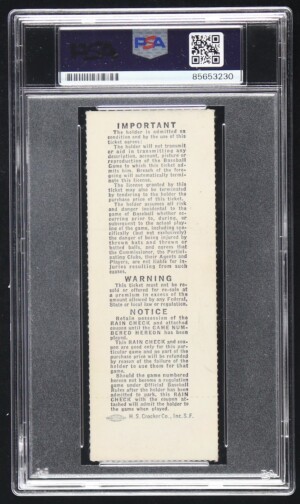 PSA
85653230
IMPORTANT
The holder is admitted on
condition and by the use of this
ticket agrees:
The holder will not transmit
or aid in transmitting any
description, account, picture or
reproduction of the Baseball
Game to which this ticket ad-
mits him. Breach of the fore-
going will automatically termi-
nate this license.
The license granted by this
ticket may also be terminated
by tendering to the holder the
purchase price of this ticket.
The holder assumes all risk
and danger incidental to the
game of Baseball whether oc-
curring prior to, during, or
subsequent to the actual play-
ing of the game, including spe-
cifically (but not exclusively)
the danger of being injured by
thrown bats and thrown or
batted balls, and agrees that
the Commissioner, the Partici-
pating Clubs, their Agents and
Players, are not liable for in-
juries resulting from such
causes.
WARNING
This ticket must not be re-
sold or offered for re-sale at
a premium in excess of the
amount allowed by any Federal,
State or local law or regulation.
NOTICE
Retain possession of the
RAIN CHECK and attached
coupon until the GAME NUM-
BERED HEREON has been
played.
This RAIN CHECK and cou-
pon are good only for this par-
ticular game and no part of the
purchase price will be refunded
by reason of the failure of the
holder to use them for that
game.
Should the game numbered
hereon not become a regulation
game under Official Baseball
Rules after the holder has been
admitted to park, this RAIN
CHECK with the coupon at-
tached will admit the holder to
the game when played.
H. S. Crocker Co., Inc. S.F.